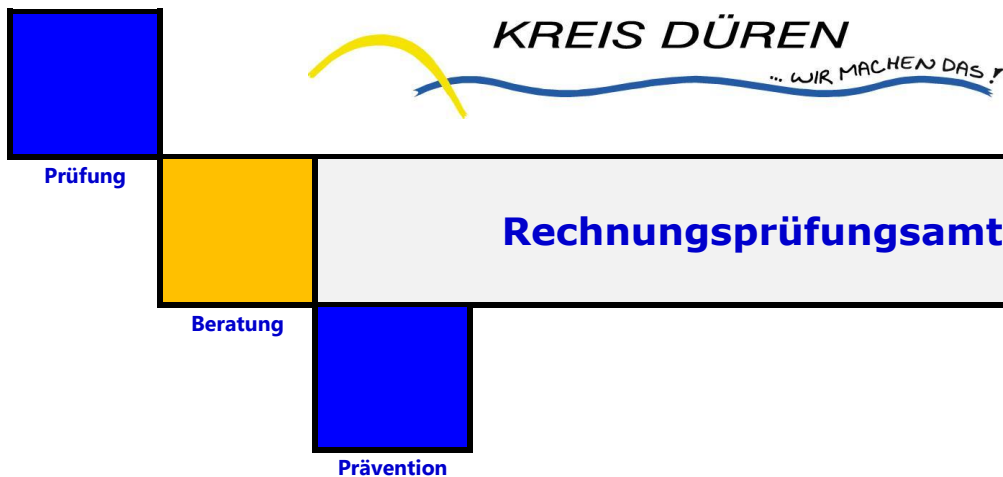 KREIS DÜREN
... WIR MACHEN DAS!
Prüfung
Rechnungsprüfungsamt
Beratung
Prävention